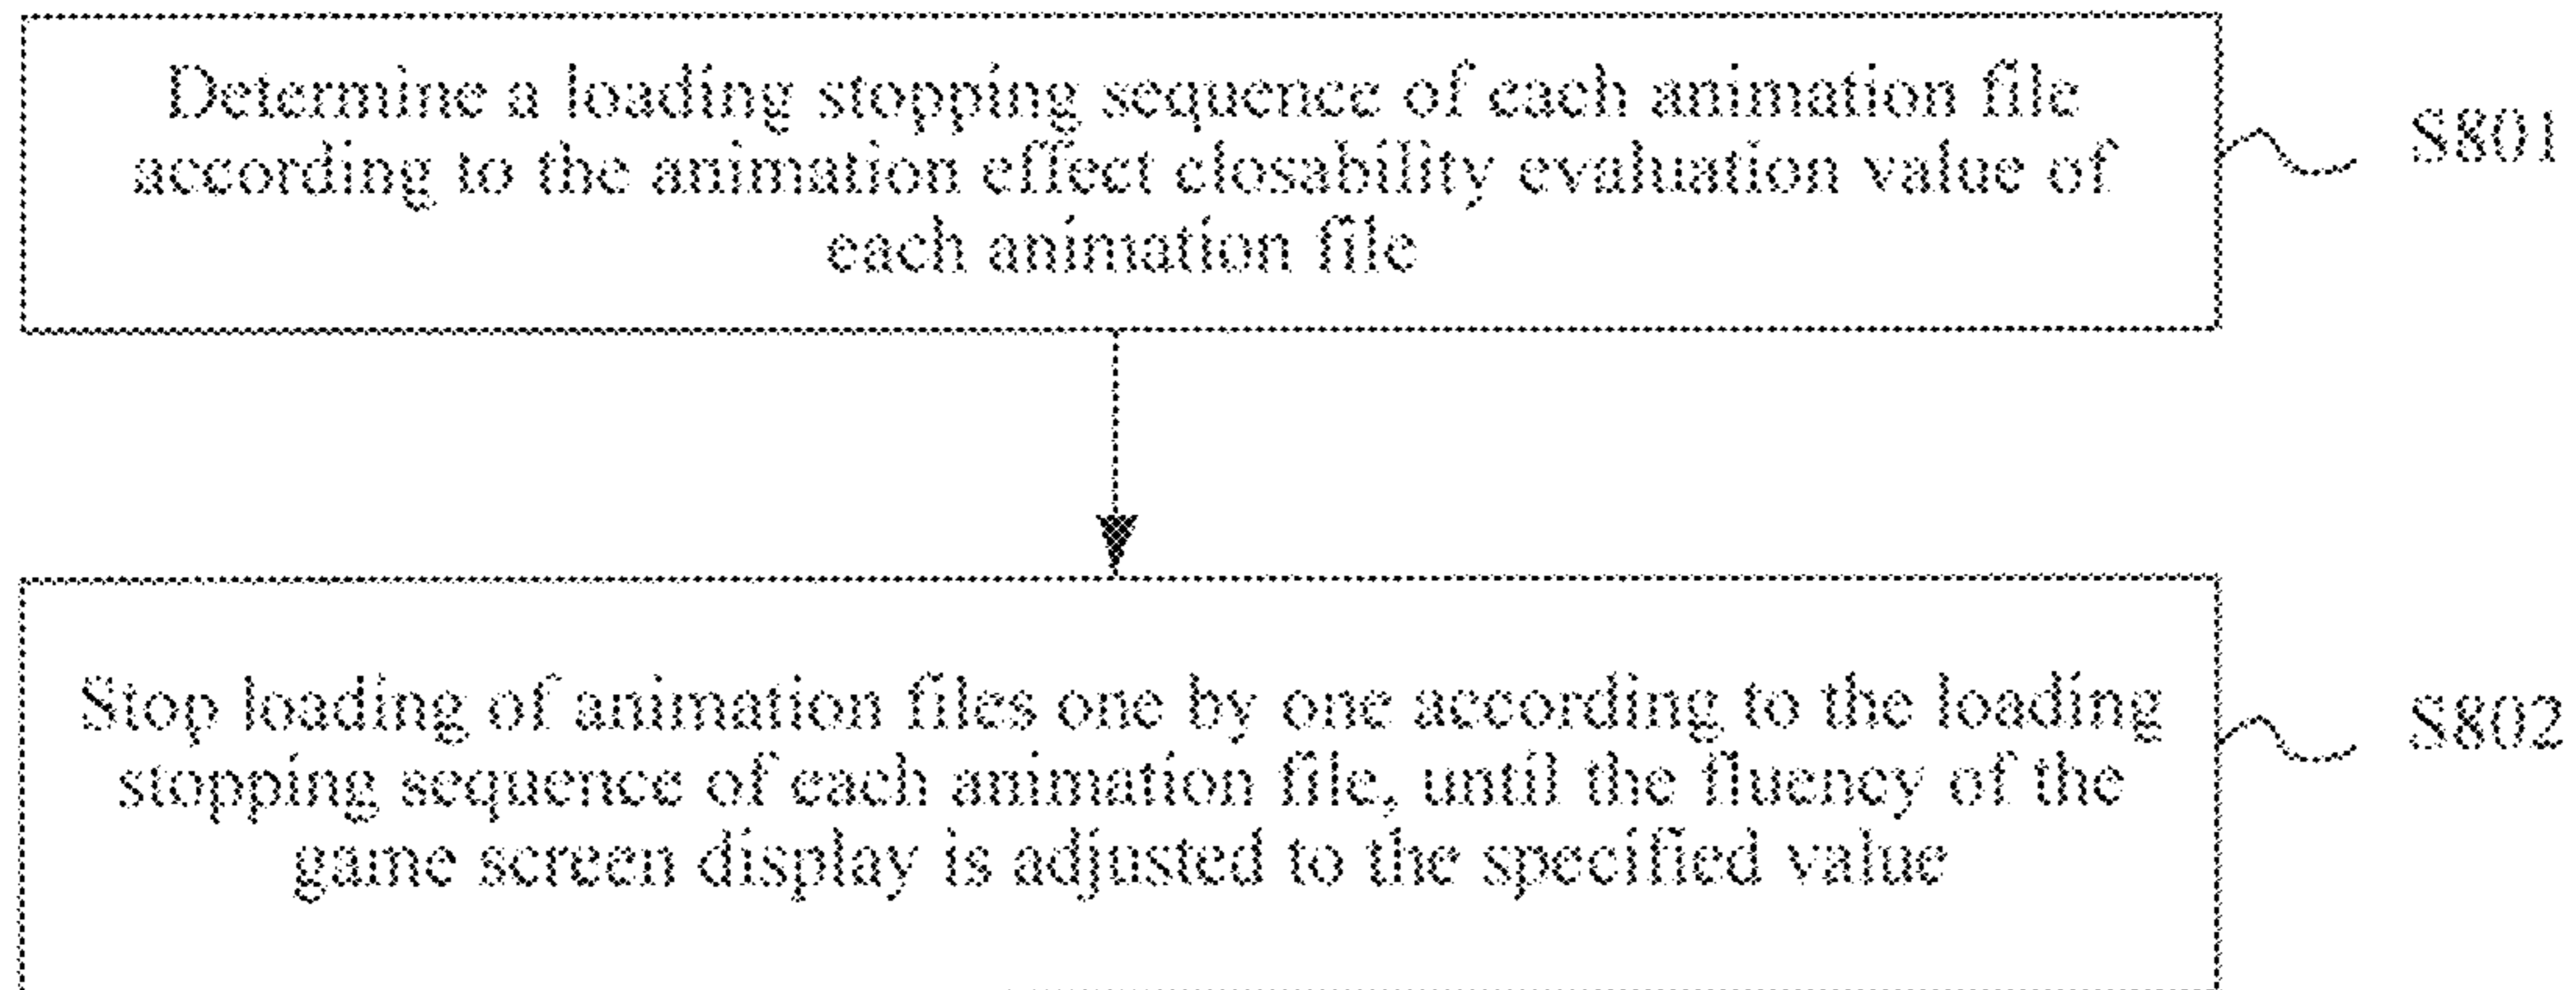 Determine a loading stopping sequence of each animation file
according to the animation effect closability evaluation value of
each animation file
S801
Stop loading of animation files one by one according to the loading
stopping sequence of each animation file, until the fluency of the
game screen display is adjusted to the specified value
S802